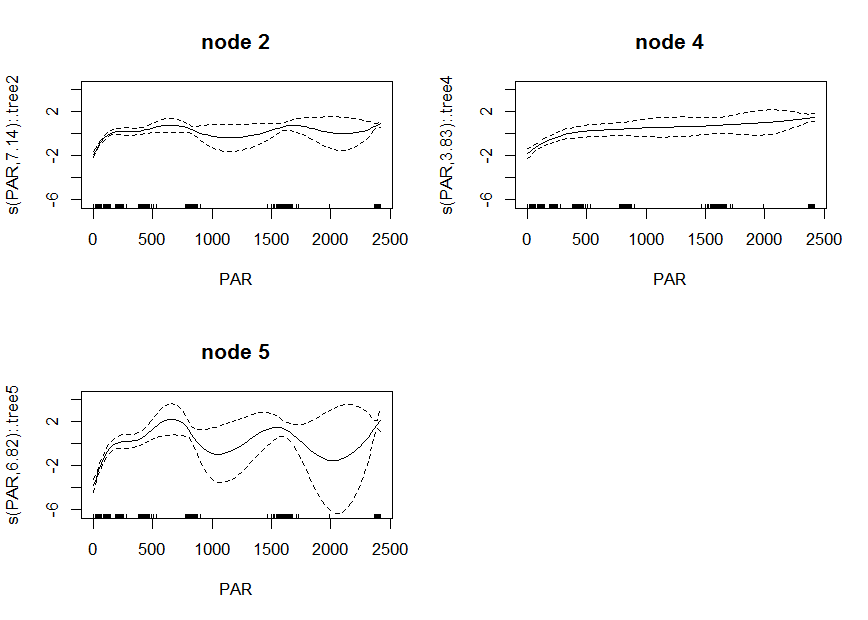 node 2
s(PAR,7.14):.tree2
2
-2
-6
0 500 1000 1500 2000 2500
PAR
node 4
s(PAR,3.83):.tree4
2
-2
-6
0 500 1000 1500 2000 2500
PAR
node 5
s(PAR,6.82):.tree5
2
-2
-6
0 500 1000 1500 2000 2500
PAR